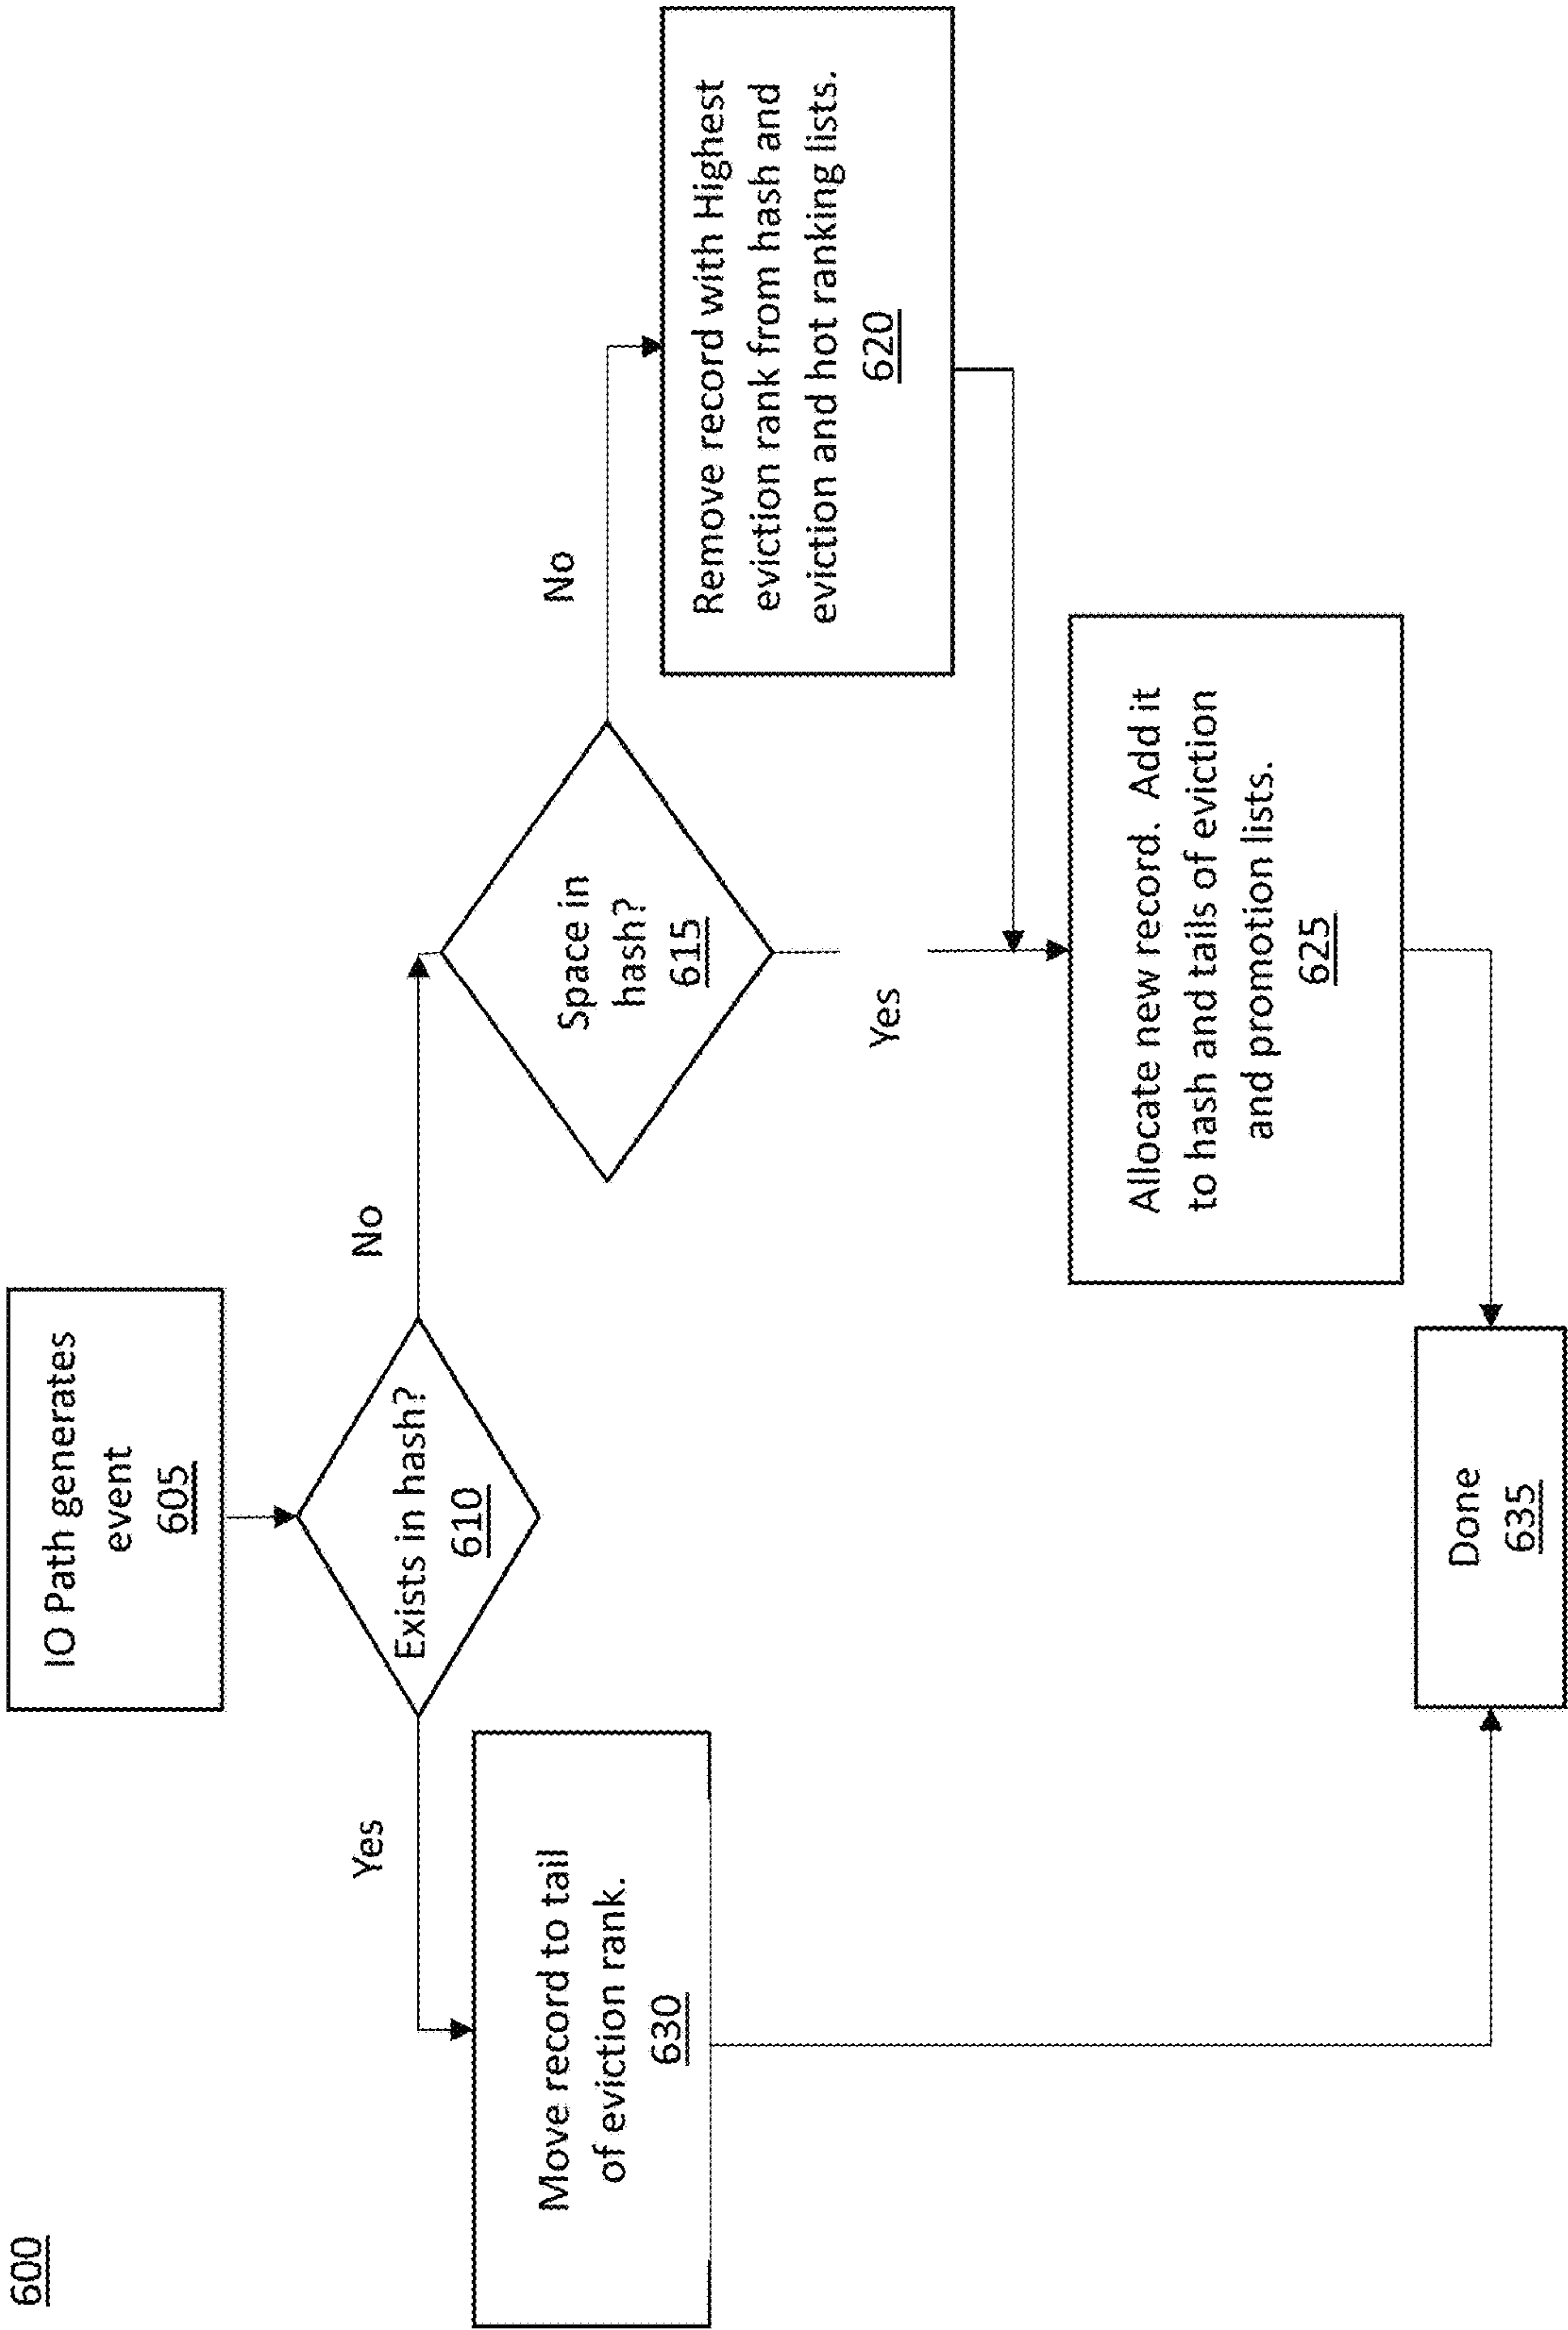 600
IO Path generates
event
605
Exists in hash?
610
Yes
No
Move record to tail
of eviction rank.
630
Space in
hash?
615
No
Yes
Remove record with Highest
eviction rank from hash and
eviction and hot ranking lists.
620
Allocate new record. Add it
to hash and tails of eviction
and promotion lists.
625
Done
635